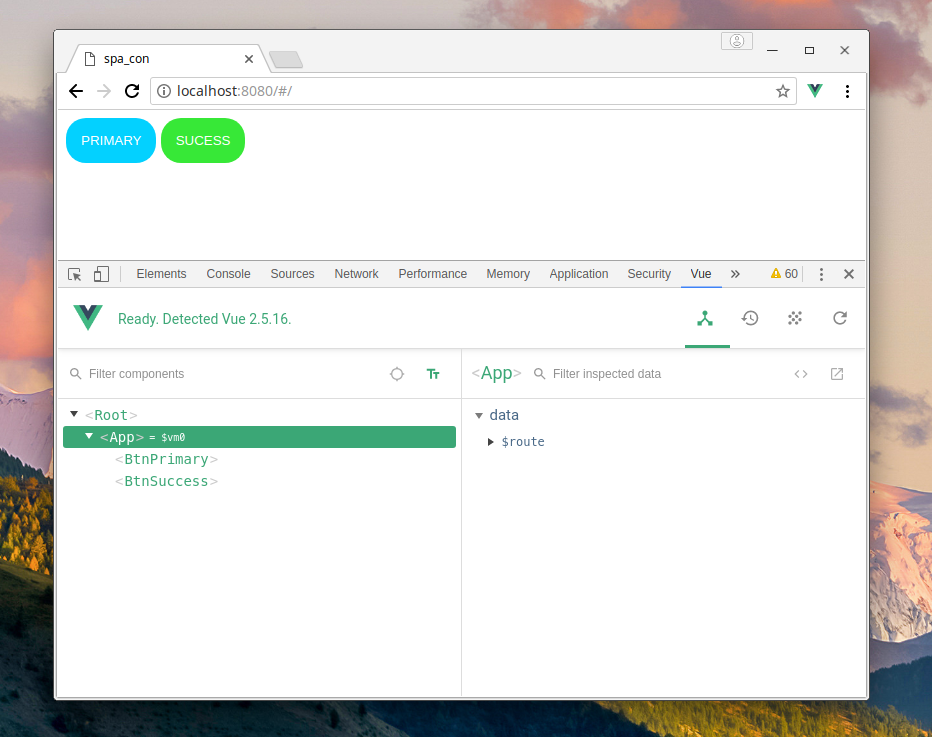 spa_con
localhost:8080/#/
PRIMARY SUCESS
Elements Console Sources Network Performance Memory Application Security Vue » 60
Ready. Detected Vue 2.5.16.
Filter components
<App> Filter inspected data
<Root>
<App> = $vm0
<BtnPrimary>
<BtnSuccess>
data
$route